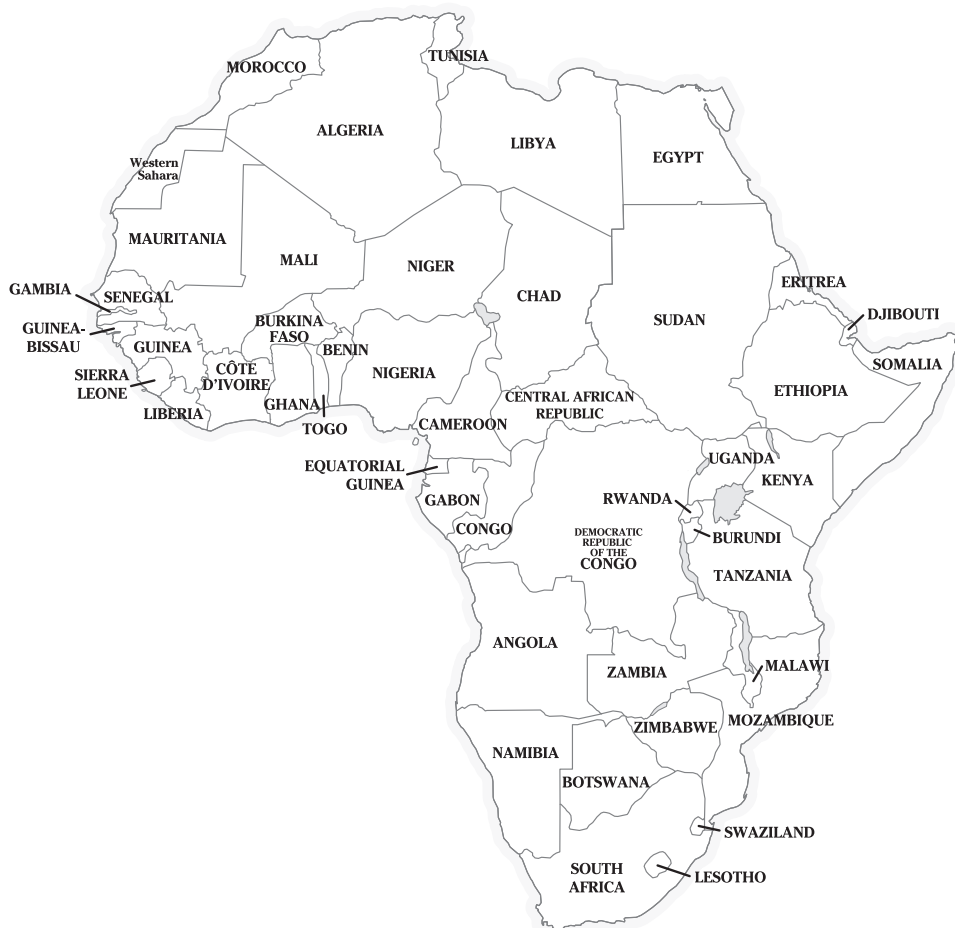 TUNISIA
MOROCCO
ALGERIA
LIBYA
EGYPT
Western
Sahara
MAURITANIA
MALI
NIGER
CHAD
SUDAN
ERITREA
DJIBOUTI
SOMALIA
ETHIOPIA
GAMBIA
SENEGAL
GUINEA-
BISSAU
GUINEA
SIERRA
LEONE
LIBERIA
CÔTE
D'IVOIRE
BURKINA
FASO
GHANA
TOGO
BENIN
NIGERIA
CAMEROON
CENTRAL AFRICAN
REPUBLIC
EQUATORIAL
GUINEA
GABON
CONGO
DEMOCRATIC
REPUBLIC
OF THE
CONGO
UGANDA
KENYA
RWANDA
BURUNDI
TANZANIA
ANGOLA
ZAMBIA
MALAWI
MOZAMBIQUE
ZIMBABWE
NAMIBIA
BOTSWANA
SWAZILAND
LESOTHO
SOUTH
AFRICA